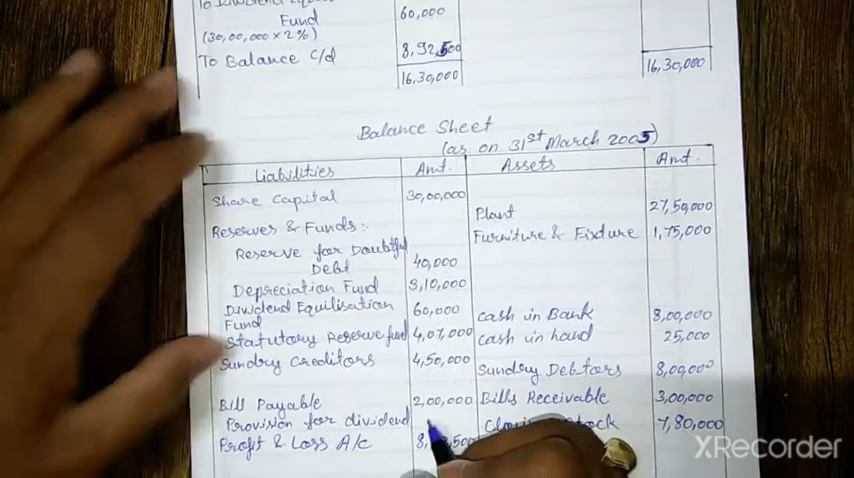 Fund
60,000
(30,00,000 × 2%)
To Balance c/d 8,92,500
16,30,000 16,30,000
Balance Sheet
(as on 31st March 2005)
Liabilities Amt. Assets Amt.
Share Capital 30,00,000
Plant 27,50,000
Reserves & Funds:-
Furniture & Fixture 1,75,000
Reserve for Doubtful
Debt 40,000
Depreciation Fund 3,10,000
Dividend Equilisation 60,000 cash in Bank 8,00,000
Fund
Statutory Reserve fund 4,07,000 cash in hand 25,000
Sundry Creditors 4,50,000 Sundry Debtors 8,00,000
Bill Payable 2,00,000 Bills Receivable 3,00,000
Provision for dividend 7,80,000
Profit & Loss A/c
XRecorder